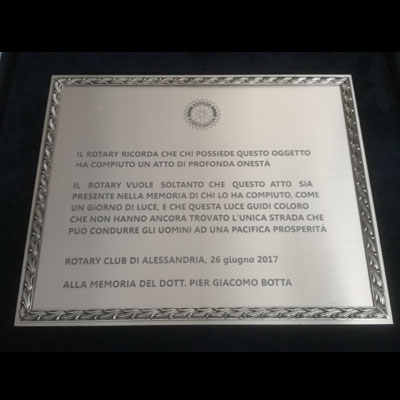 IL ROTARY RICORDA CHE CHI POSSIEDE QUESTO OGGETTO
HA COMPIUTO UN ATTO DI PROFONDA ONESTÀ
IL ROTARY VUOLE SOLTANTO CHE QUESTO ATTO SIA
PRESENTE NELLA MEMORIA DI CHI LO HA COMPIUTO, COME
UN GIORNO DI LUCE, E CHE QUESTA LUCE GUIDI COLORO
CHE NON HANNO ANCORA TROVATO L'UNICA STRADA CHE
PUÒ CONDURRE GLI UOMINI AD UNA PACIFICA PROSPERITÀ
ROTARY CLUB DI ALESSANDRIA, 26 giugno 2017
ALLA MEMORIA DEL DOTT. PIER GIACOMO BOTTA